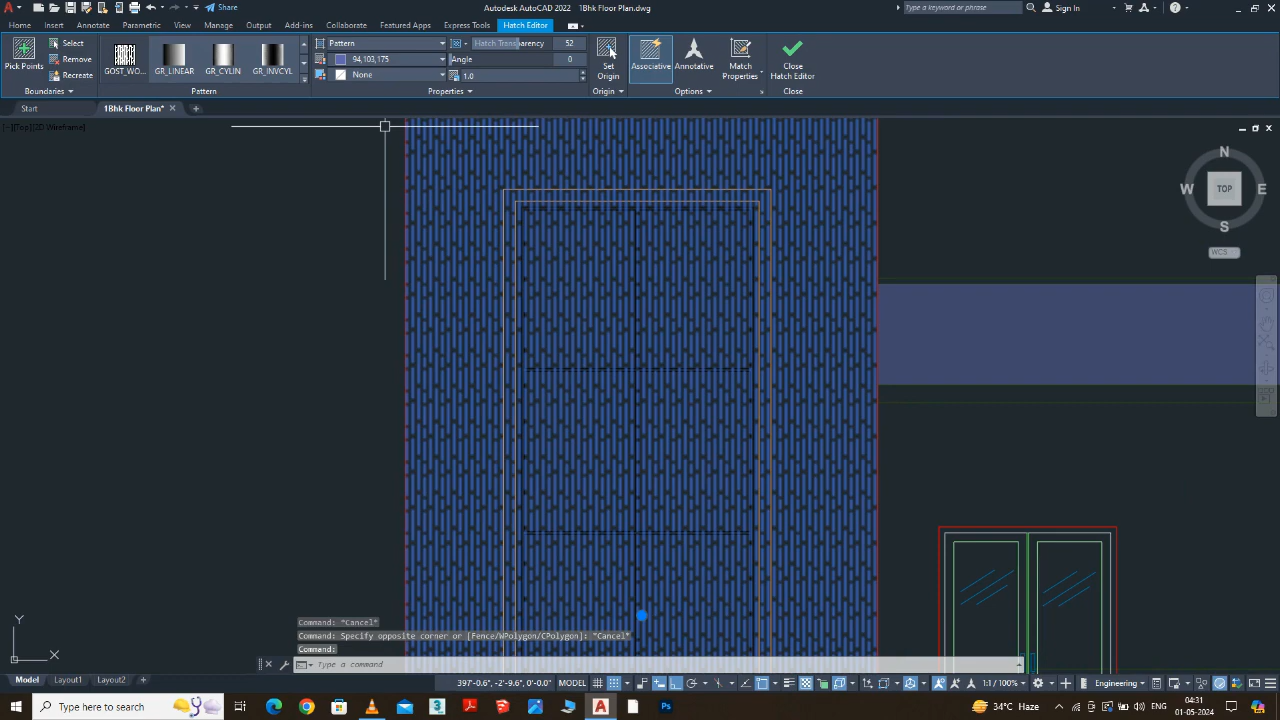 Share
Autodesk AutoCAD 2022 1Bhk Floor Plan.dwg
Type a keyword or phrase
Sign In
Home Insert Annotate Parametric View Manage Output Add-ins Collaborate Featured Apps Express Tools Hatch Editor
Pick Points
Select
Remove
Recreate
GOST_WO...
GR_LINEAR
GR_CYLIN
GR_INVCYL
Pattern
94,103,175
None
Hatch Transparency 52
Angle 0
1.0
Set Origin
Associative
Annotative
Match Properties
Close Hatch Editor
Boundaries Pattern Properties Origin Options Close
Start 1Bhk Floor Plan*
[-][Top][2D Wireframe]
N
W TOP E
S
WCS
Command: *Cancel*
Command: Specify opposite corner or [Fence/WPolygon/CPolygon]: *Cancel*
Command:
Type a command
Y
X
Model Layout1 Layout2
397'-0.6", -2'-9.6", 0'-0.0" MODEL
1:1 / 100%
Engineering
Type here to search
34°C Haze
04:31
01-05-2024